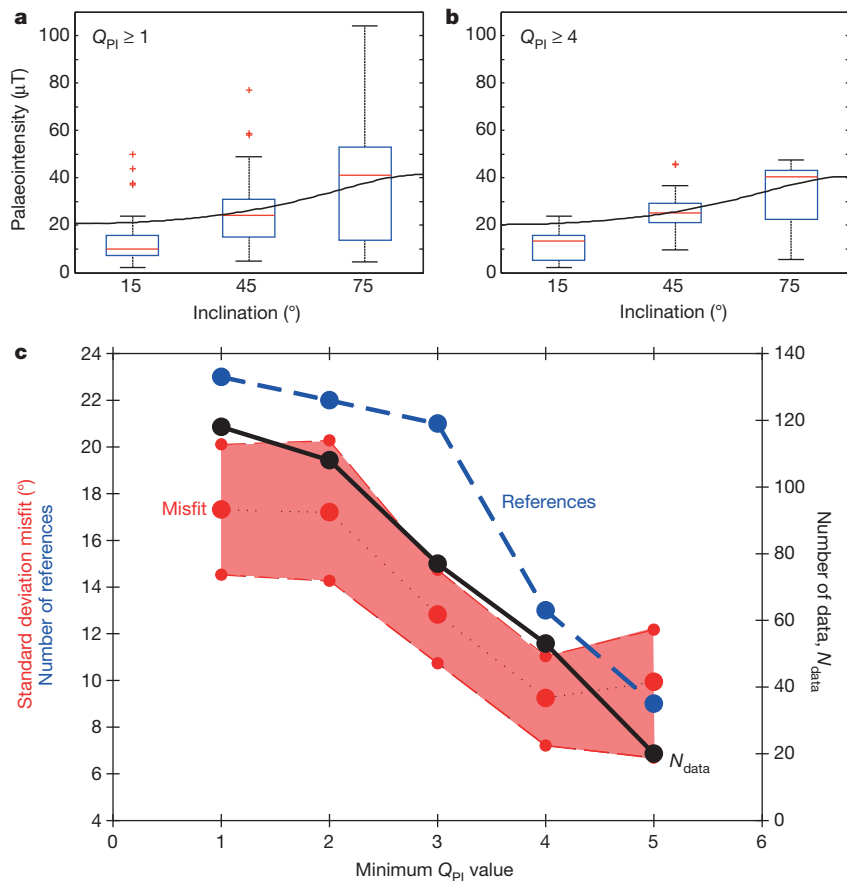 a
Q_PI ≥ 1
b
Q_PI ≥ 4
Palaeointensity (μT)
100
80
60
40
20
0
100
80
60
40
20
0
15 45 75
15 45 75
Inclination (°)
Inclination (°)
c
Standard deviation misfit (°)
Number of references
24
22
20
18
16
14
12
10
8
6
4
Misfit
References
N_data
140
120
100
80
60
40
20
0
Number of data, N_data
0 1 2 3 4 5 6
Minimum Q_PI value